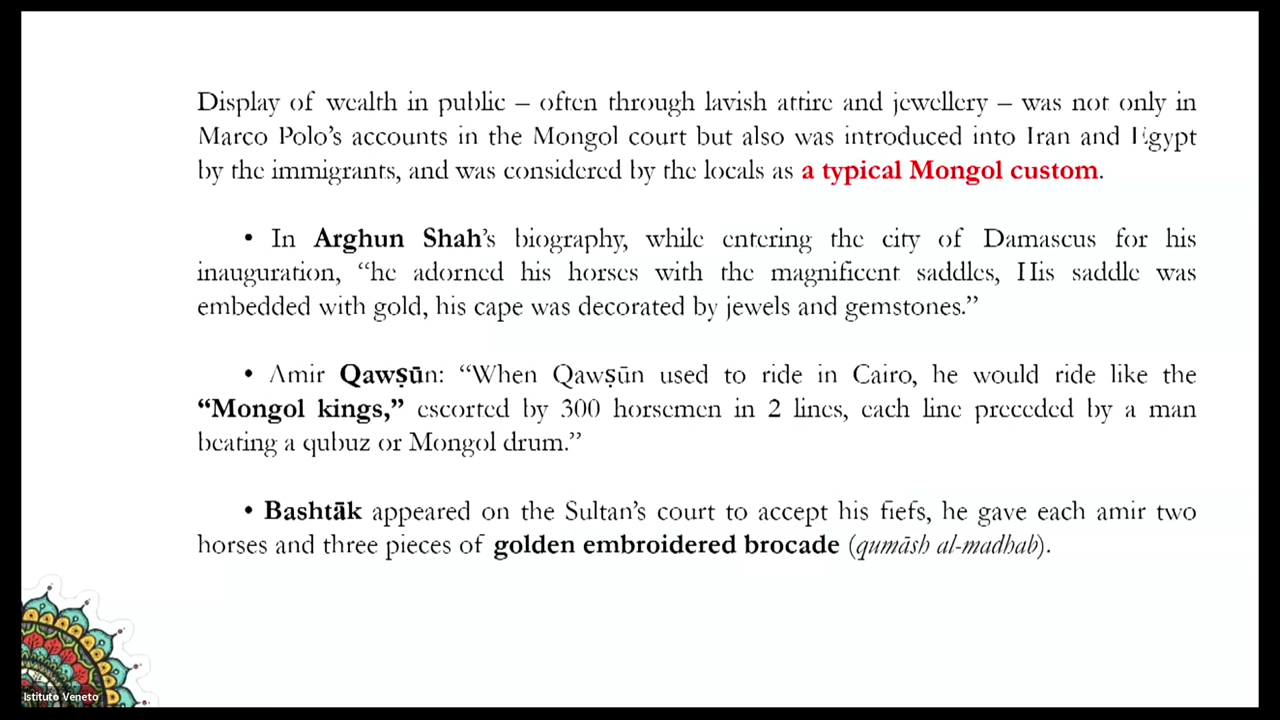 Display of wealth in public – often through lavish attire and jewellery – was not only in
Marco Polo’s accounts in the Mongol court but also was introduced into Iran and Egypt
by the immigrants, and was considered by the locals as a typical Mongol custom.
• In Arghun Shah’s biography, while entering the city of Damascus for his
inauguration, “he adorned his horses with the magnificent saddles, His saddle was
embedded with gold, his cape was decorated by jewels and gemstones.”
• Amir Qawṣūn: “When Qawṣūn used to ride in Cairo, he would ride like the
“Mongol kings,” escorted by 300 horsemen in 2 lines, each line preceded by a man
beating a qubuz or Mongol drum.”
• Bashtāk appeared on the Sultan’s court to accept his fiefs, he gave each amir two
horses and three pieces of golden embroidered brocade (qumāsh al-madhab).
Istituto Veneto